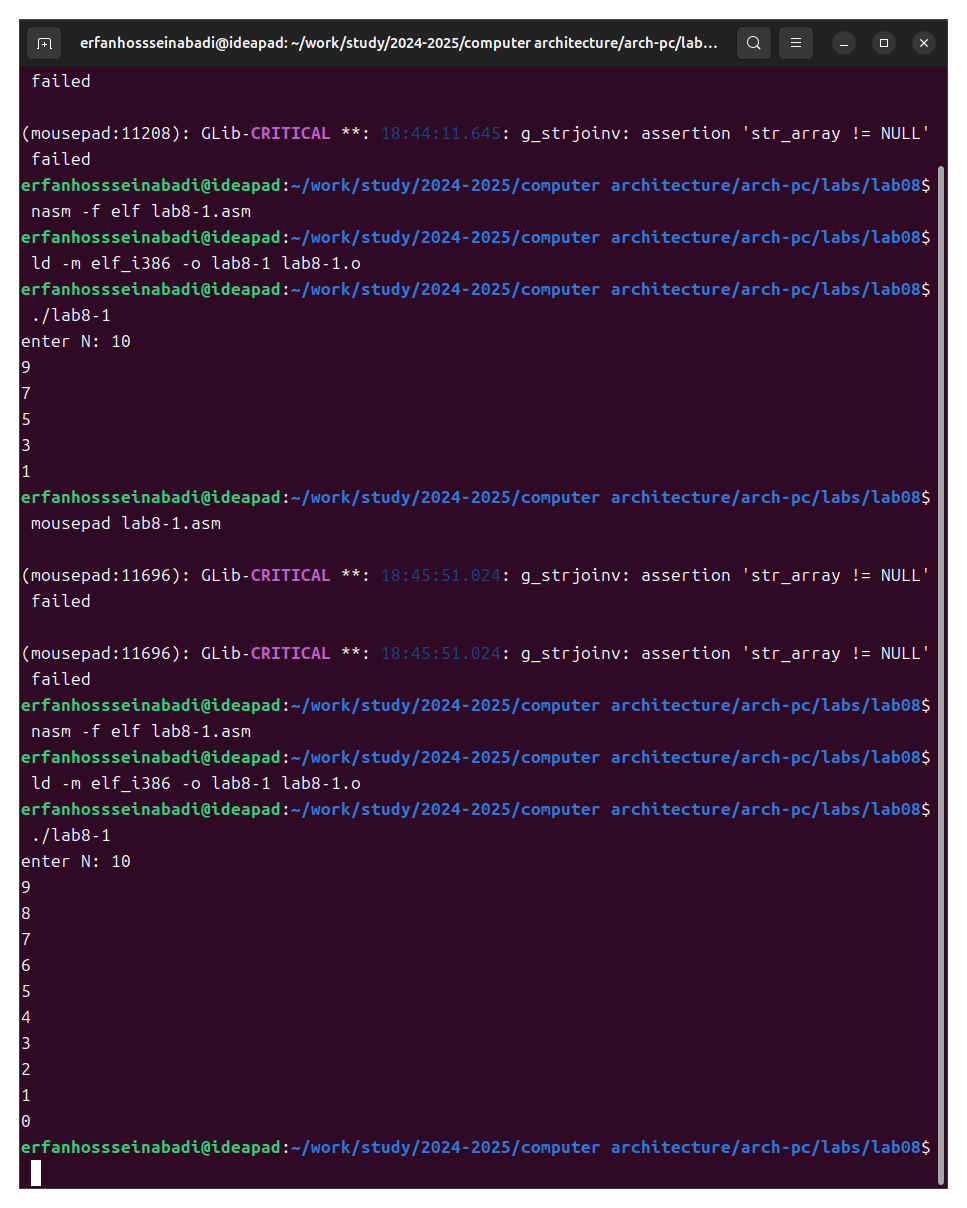 erfanhossseinabadi@ideapad: ~/work/study/2024-2025/computer architecture/arch-pc/lab...
failed
(mousepad:11208): GLib-CRITICAL **: 18:44:11.645: g_strjoinv: assertion 'str_array != NULL'
failed
erfanhossseinabadi@ideapad:~/work/study/2024-2025/computer architecture/arch-pc/labs/lab08$
nasm -f elf lab8-1.asm
erfanhossseinabadi@ideapad:~/work/study/2024-2025/computer architecture/arch-pc/labs/lab08$
ld -m elf_i386 -o lab8-1 lab8-1.o
erfanhossseinabadi@ideapad:~/work/study/2024-2025/computer architecture/arch-pc/labs/lab08$
./lab8-1
enter N: 10
9
7
5
3
1
erfanhossseinabadi@ideapad:~/work/study/2024-2025/computer architecture/arch-pc/labs/lab08$
mousepad lab8-1.asm
(mousepad:11696): GLib-CRITICAL **: 18:45:51.024: g_strjoinv: assertion 'str_array != NULL'
failed
(mousepad:11696): GLib-CRITICAL **: 18:45:51.024: g_strjoinv: assertion 'str_array != NULL'
failed
erfanhossseinabadi@ideapad:~/work/study/2024-2025/computer architecture/arch-pc/labs/lab08$
nasm -f elf lab8-1.asm
erfanhossseinabadi@ideapad:~/work/study/2024-2025/computer architecture/arch-pc/labs/lab08$
ld -m elf_i386 -o lab8-1 lab8-1.o
erfanhossseinabadi@ideapad:~/work/study/2024-2025/computer architecture/arch-pc/labs/lab08$
./lab8-1
enter N: 10
9
8
7
6
5
4
3
2
1
0
erfanhossseinabadi@ideapad:~/work/study/2024-2025/computer architecture/arch-pc/labs/lab08$